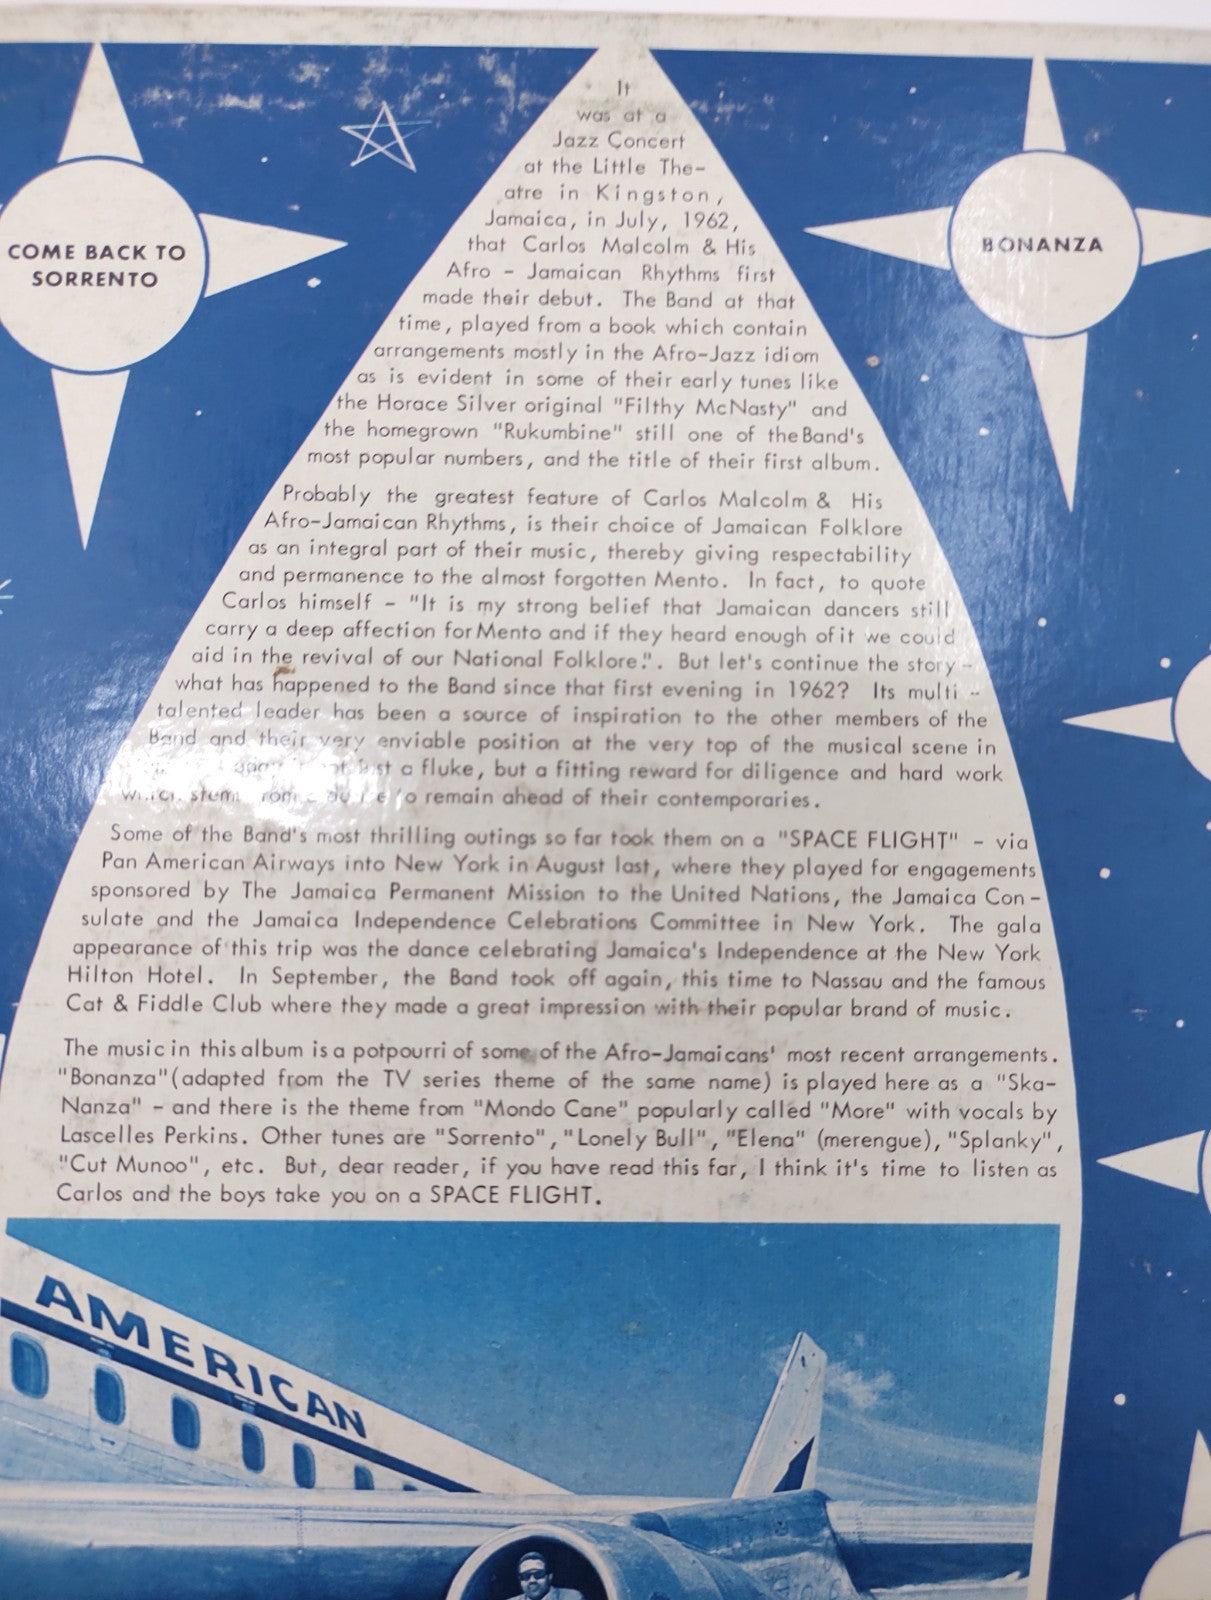 COME BACK TO
SORRENTO
BONANZA
It
was at a
Jazz Concert
at the Little The-
atre in Kingston,
Jamaica, in July, 1962,
that Carlos Malcolm & His
Afro - Jamaican Rhythms first
made their debut. The Band at that
time, played from a book which contain
arrangements mostly in the Afro-Jazz idiom
as is evident in some of their early tunes like
the Horace Silver original "Filthy McNasty" and
the homegrown "Rukumbine" still one of the Band's
most popular numbers, and the title of their first album.
Probably the greatest feature of Carlos Malcolm & His
Afro-Jamaican Rhythms, is their choice of Jamaican Folklore
as an integral part of their music, thereby giving respectability
and permanence to the almost forgotten Mento. In fact, to quote
Carlos himself - "It is my strong belief that Jamaican dancers still
carry a deep affection for Mento and if they heard enough of it we could
aid in the revival of our National Folklore.". But let's continue the story -
what has happened to the Band since that first evening in 1962? Its multi -
talented leader has been a source of inspiration to the other members of the
Band and their very enviable position at the very top of the musical scene in
just a fluke, but a fitting reward for diligence and hard work
which stems from to remain ahead of their contemporaries.
Some of the Band's most thrilling outings so far took them on a "SPACE FLIGHT" - via
Pan American Airways into New York in August last, where they played for engagements
sponsored by The Jamaica Permanent Mission to the United Nations, the Jamaica Con -
sulate and the Jamaica Independence Celebrations Committee in New York. The gala
appearance of this trip was the dance celebrating Jamaica's Independence at the New York
Hilton Hotel. In September, the Band took off again, this time to Nassau and the famous
Cat & Fiddle Club where they made a great impression with their popular brand of music.
The music in this album is a potpourri of some of the Afro-Jamaicans' most recent arrangements.
"Bonanza" (adapted from the TV series theme of the same name) is played here as a "Ska-
Nanza" - and there is the theme from "Mondo Cane" popularly called "More" with vocals by
Lascelles Perkins. Other tunes are "Sorrento", "Lonely Bull", "Elena" (merengue), "Splanky",
"Cut Munoo", etc. But, dear reader, if you have read this far, I think it's time to listen as
Carlos and the boys take you on a SPACE FLIGHT.
AMERICAN